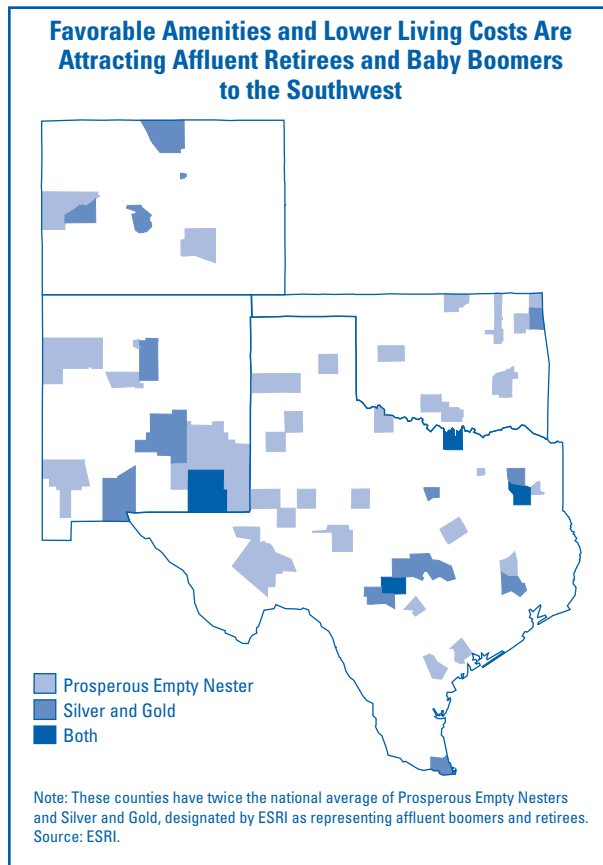 Favorable Amenities and Lower Living Costs Are
Attracting Affluent Retirees and Baby Boomers
to the Southwest
Prosperous Empty Nester
Silver and Gold
Both
Note: These counties have twice the national average of Prosperous Empty Nesters
and Silver and Gold, designated by ESRI as representing affluent boomers and retirees.
Source: ESRI.